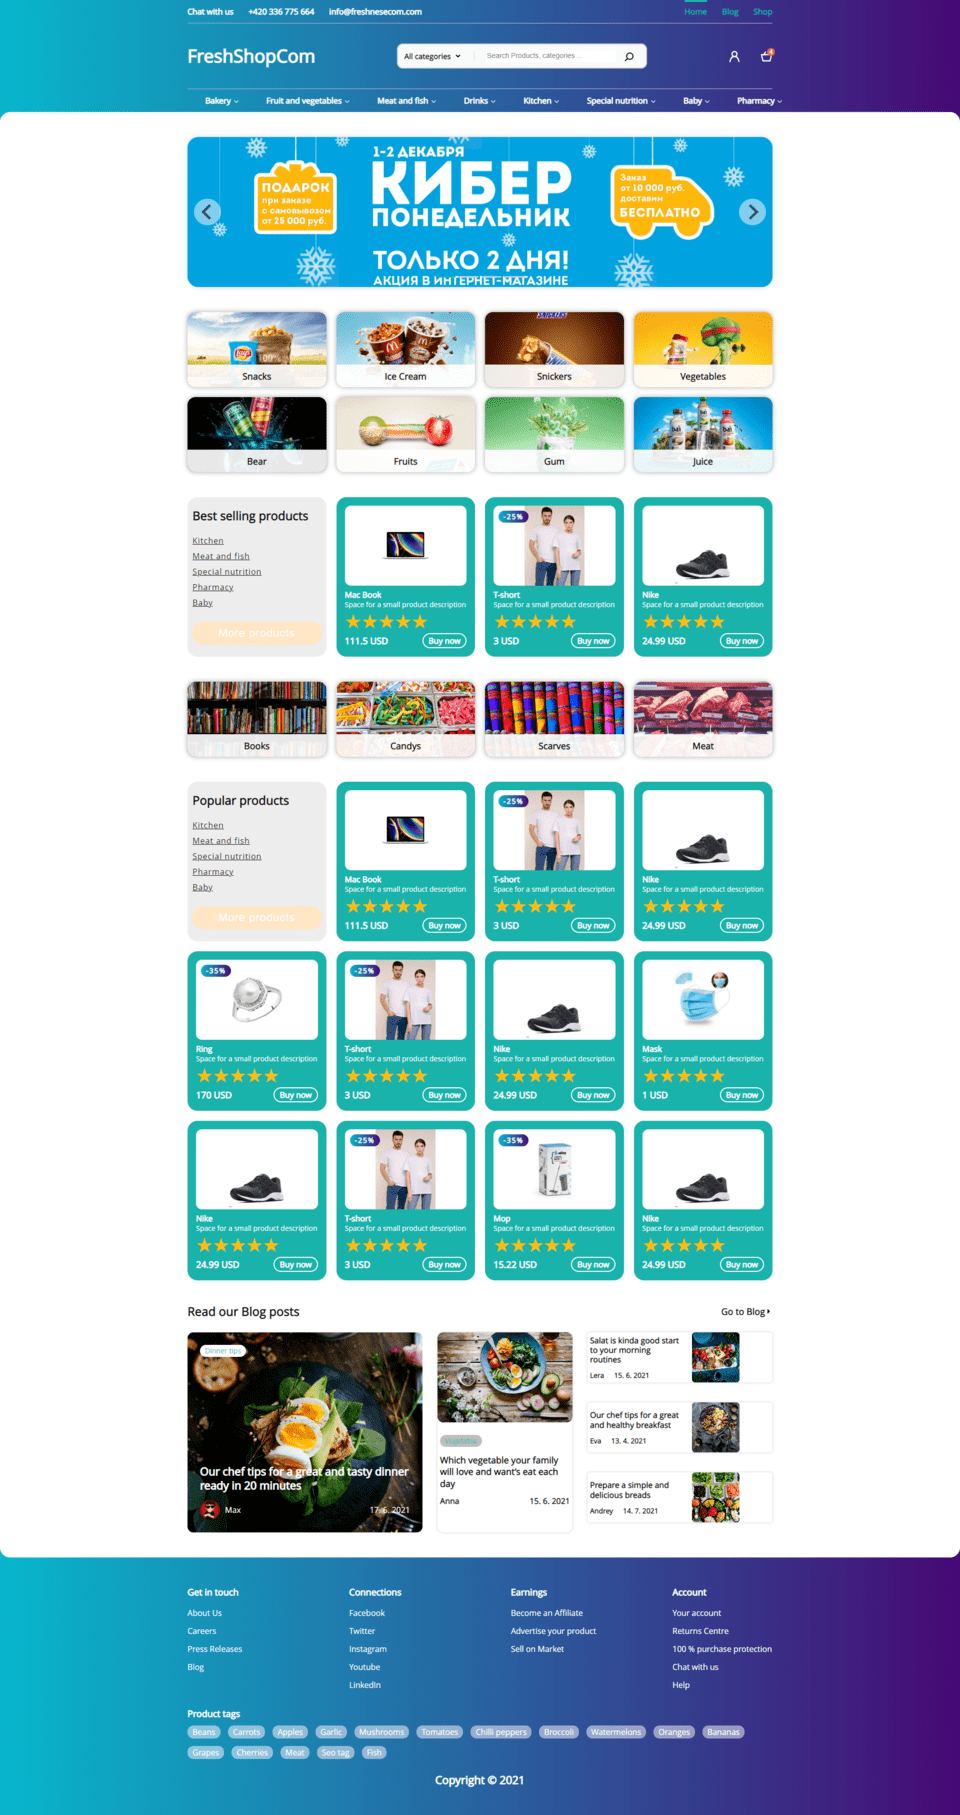 Chat with us +420 336 775 664 info@freshnesecom.com Home Blog Shop
FreshShopCom All categories Search Products, categories ... 4
Bakery Fruit and vegetables Meat and fish Drinks Kitchen Special nutrition Baby Pharmacy
1-2 ДЕКАБРЯ
КИБЕР
ПОНЕДЕЛЬНИК
ТОЛЬКО 2 ДНЯ!
АКЦИЯ В ИНТЕРНЕТ-МАГАЗИНЕ
ПОДАРОК
при заказе
с самовывозом
от 25 000 руб.
Заказ
от 10 000 руб.
доставим
БЕСПЛАТНО
Lay's
100%
SNICKERS
Snacks Ice Cream Snickers Vegetables
Bear Fruits Gum Juice
Best selling products
Kitchen
Meat and fish
Special nutrition
Pharmacy
Baby
More products
Mac Book
Space for a small product description
111.5 USD Buy now
-25%
T-short
Space for a small product description
3 USD Buy now
Nike
Space for a small product description
24.99 USD Buy now
Books Candys Scarves Meat
Popular products
Kitchen
Meat and fish
Special nutrition
Pharmacy
Baby
More products
Mac Book
Space for a small product description
111.5 USD Buy now
-25%
T-short
Space for a small product description
3 USD Buy now
Nike
Space for a small product description
24.99 USD Buy now
-35%
Ring
Space for a small product description
170 USD Buy now
-25%
T-short
Space for a small product description
3 USD Buy now
Nike
Space for a small product description
24.99 USD Buy now
Mask
Space for a small product description
1 USD Buy now
Nike
Space for a small product description
24.99 USD Buy now
-25%
T-short
Space for a small product description
3 USD Buy now
-35%
Mop
Space for a small product description
15.22 USD Buy now
Nike
Space for a small product description
24.99 USD Buy now
Read our Blog posts Go to Blog
Dinner tips
Our chef tips for a great and tasty dinner
ready in 20 minutes
Max 17. 6. 2021
Vegetable
Which vegetable your family
will love and want's eat each
day
Anna 15. 6. 2021
Salat is kinda good start
to your morning
routines
Lera 15. 6. 2021
Our chef tips for a great
and healthy breakfast
Eva 13. 4. 2021
Prepare a simple and
delicious breads
Andrey 14. 7. 2021
Get in touch
About Us
Careers
Press Releases
Blog
Connections
Facebook
Twitter
Instagram
Youtube
LinkedIn
Earnings
Become an Affiliate
Advertise your product
Sell on Market
Account
Your account
Returns Centre
100 % purchase protection
Chat with us
Help
Product tags
Beans Carrots Apples Garlic Mushrooms Tomatoes Chilli peppers Broccoli Watermelons Oranges Bananas
Grapes Cherries Meat Seo tag Fish
Copyright © 2021